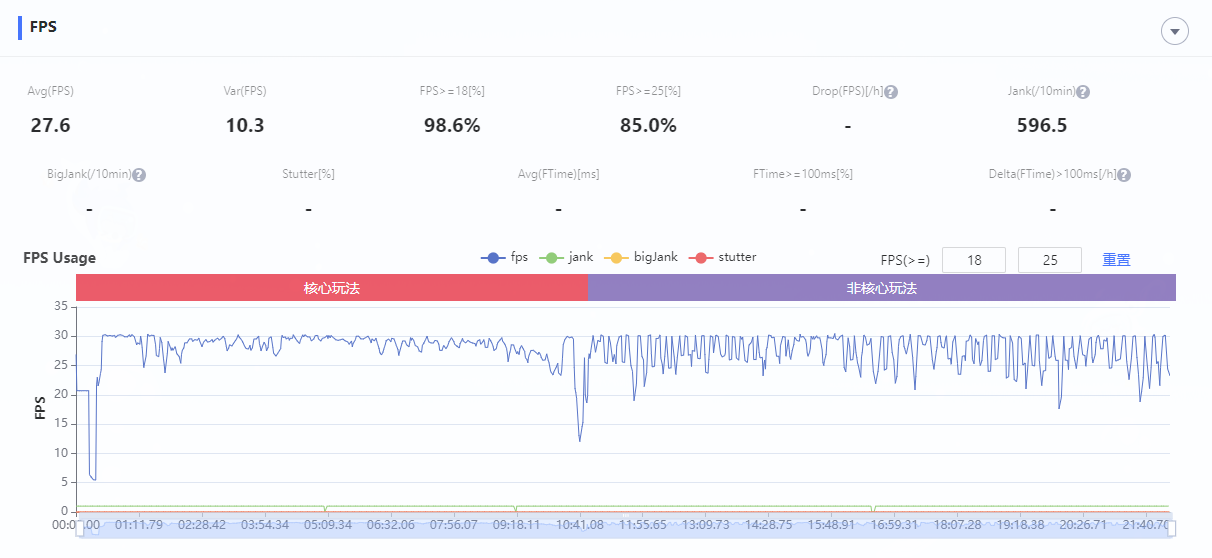 FPS
Avg(FPS) Var(FPS) FPS>=18[%] FPS>=25[%] Drop(FPS)[/h]? Jank(/10min)?
27.6 10.3 98.6% 85.0% - 596.5
BigJank(/10min)? Stutter[%] Avg(FTime)[ms] FTime>=100ms[%] Delta(FTime)>100ms[/h]?
- - - - -
FPS Usage fps jank bigJank stutter FPS(>=) 18 25 重置
核心玩法 非核心玩法
35
30
25
20
15
10
5
0
FPS
01:11.79 02:28.42 03:54.34 05:09.34 06:32.06 07:56.07 09:18.11 10:41.08 11:55.65 13:09.73 14:28.75 15:48.91 16:59.31 18:07.28 19:18.38 20:26.71 21:40.70